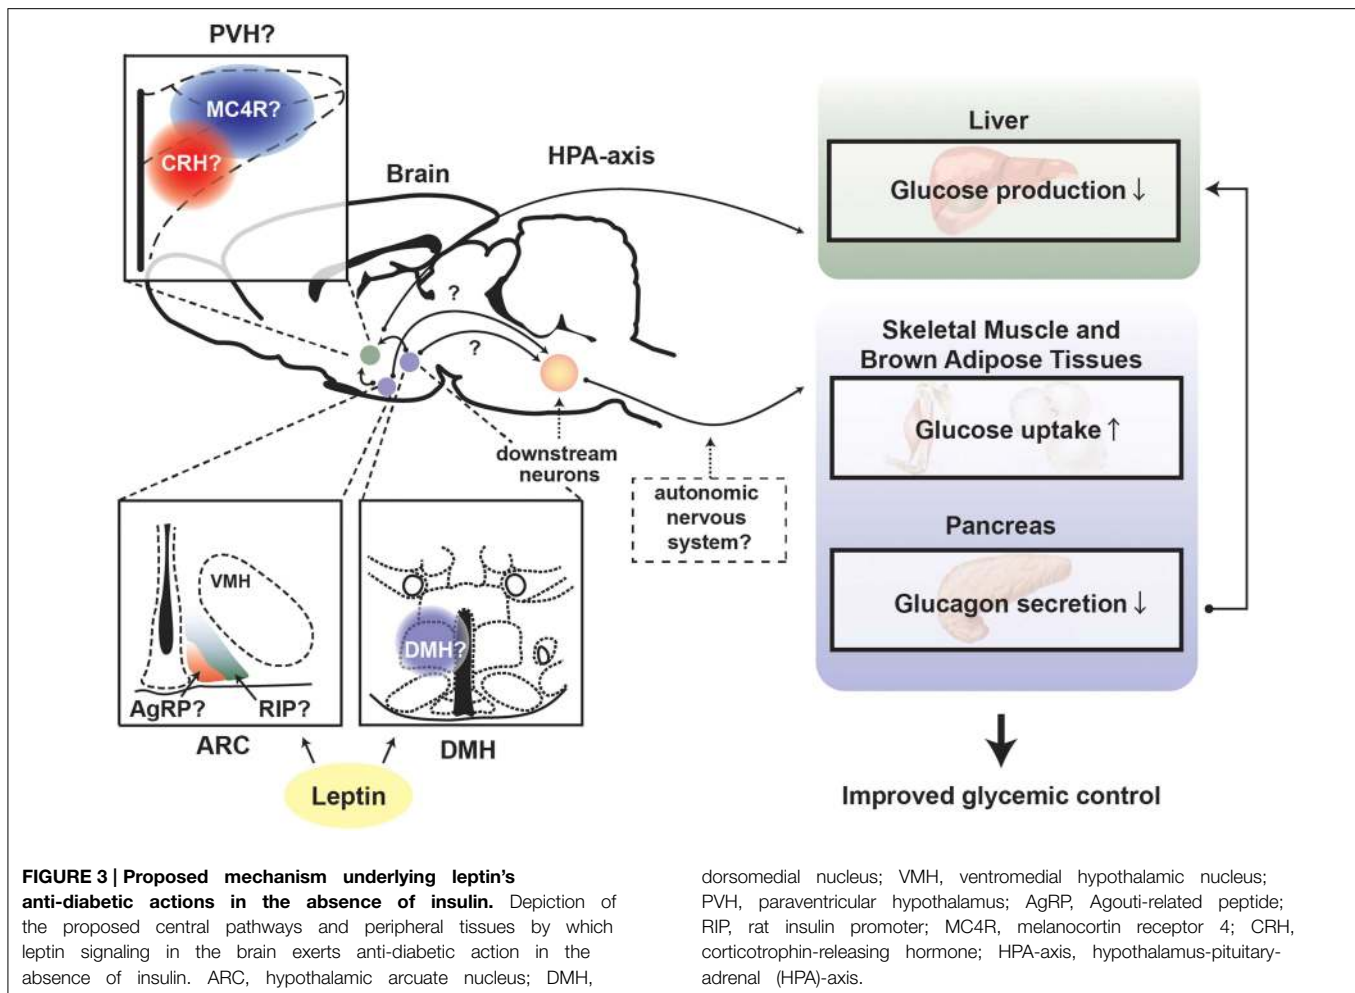 PVH?
MC4R?
CRH?
Brain
HPA-axis
?
?
downstream
neurons
autonomic
nervous
system?
Liver
Glucose production ↓
Skeletal Muscle and
Brown Adipose Tissues
Glucose uptake ↑
Pancreas
Glucagon secretion ↓
Improved glycemic control
VMH
AgRP?
RIP?
ARC
DMH?
DMH
Leptin
FIGURE 3 | Proposed mechanism underlying leptin's
anti-diabetic actions in the absence of insulin. Depiction of
the proposed central pathways and peripheral tissues by which
leptin signaling in the brain exerts anti-diabetic action in the
absence of insulin. ARC, hypothalamic arcuate nucleus; DMH,
dorsomedial nucleus; VMH, ventromedial hypothalamic nucleus;
PVH, paraventricular hypothalamus; AgRP, Agouti-related peptide;
RIP, rat insulin promoter; MC4R, melanocortin receptor 4; CRH,
corticotrophin-releasing hormone; HPA-axis, hypothalamus-pituitary-
adrenal (HPA)-axis.